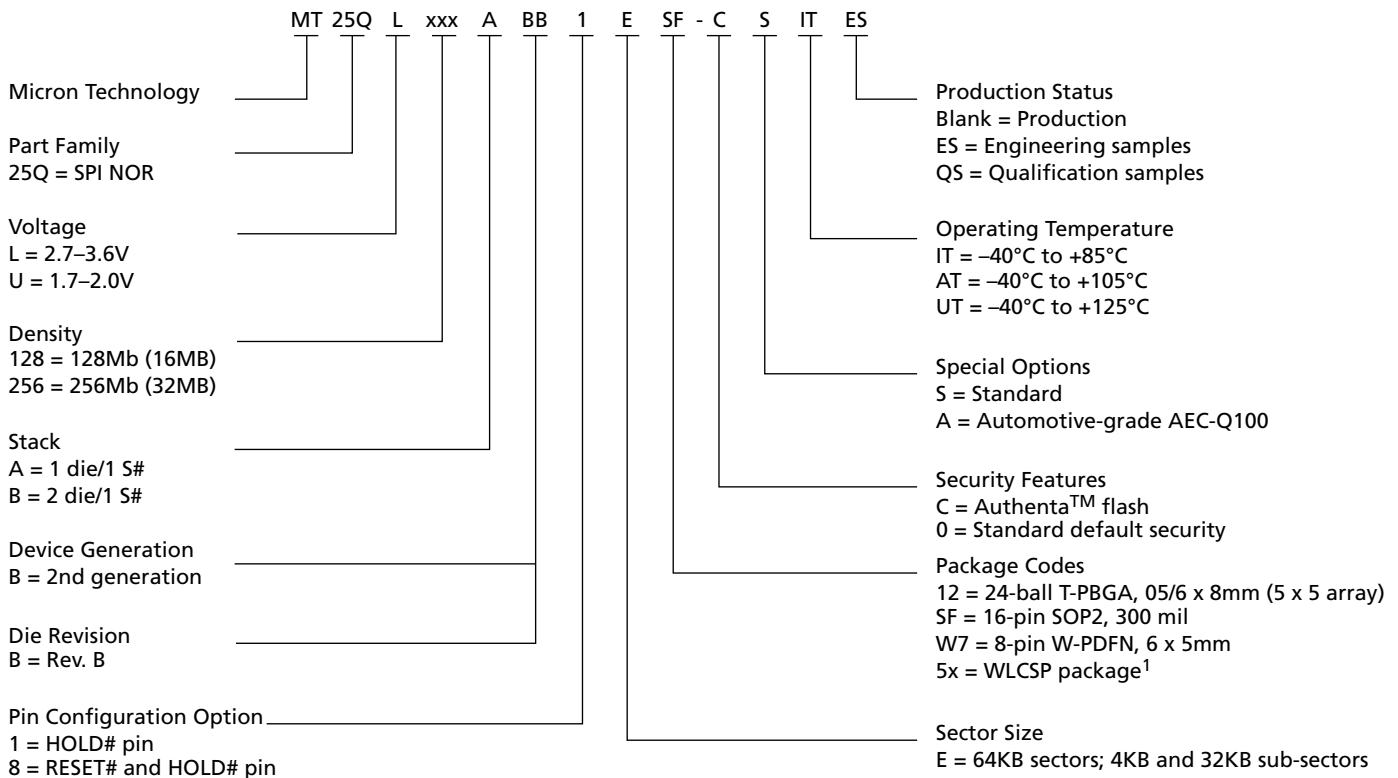 MT 25Q L xxx A BB 1 E SF - C S IT ES
Micron Technology
Part Family
25Q = SPI NOR
Voltage
L = 2.7–3.6V
U = 1.7–2.0V
Density
128 = 128Mb (16MB)
256 = 256Mb (32MB)
Stack
A = 1 die/1 S#
B = 2 die/1 S#
Device Generation
B = 2nd generation
Die Revision
B = Rev. B
Pin Configuration Option
1 = HOLD# pin
8 = RESET# and HOLD# pin
Production Status
Blank = Production
ES = Engineering samples
QS = Qualification samples
Operating Temperature
IT = –40°C to +85°C
AT = –40°C to +105°C
UT = –40°C to +125°C
Special Options
S = Standard
A = Automotive-grade AEC-Q100
Security Features
C = Authenta™ flash
0 = Standard default security
Package Codes
12 = 24-ball T-PBGA, 05/6 x 8mm (5 x 5 array)
SF = 16-pin SOP2, 300 mil
W7 = 8-pin W-PDFN, 6 x 5mm
5x = WLCSP package¹
Sector Size
E = 64KB sectors; 4KB and 32KB sub-sectors